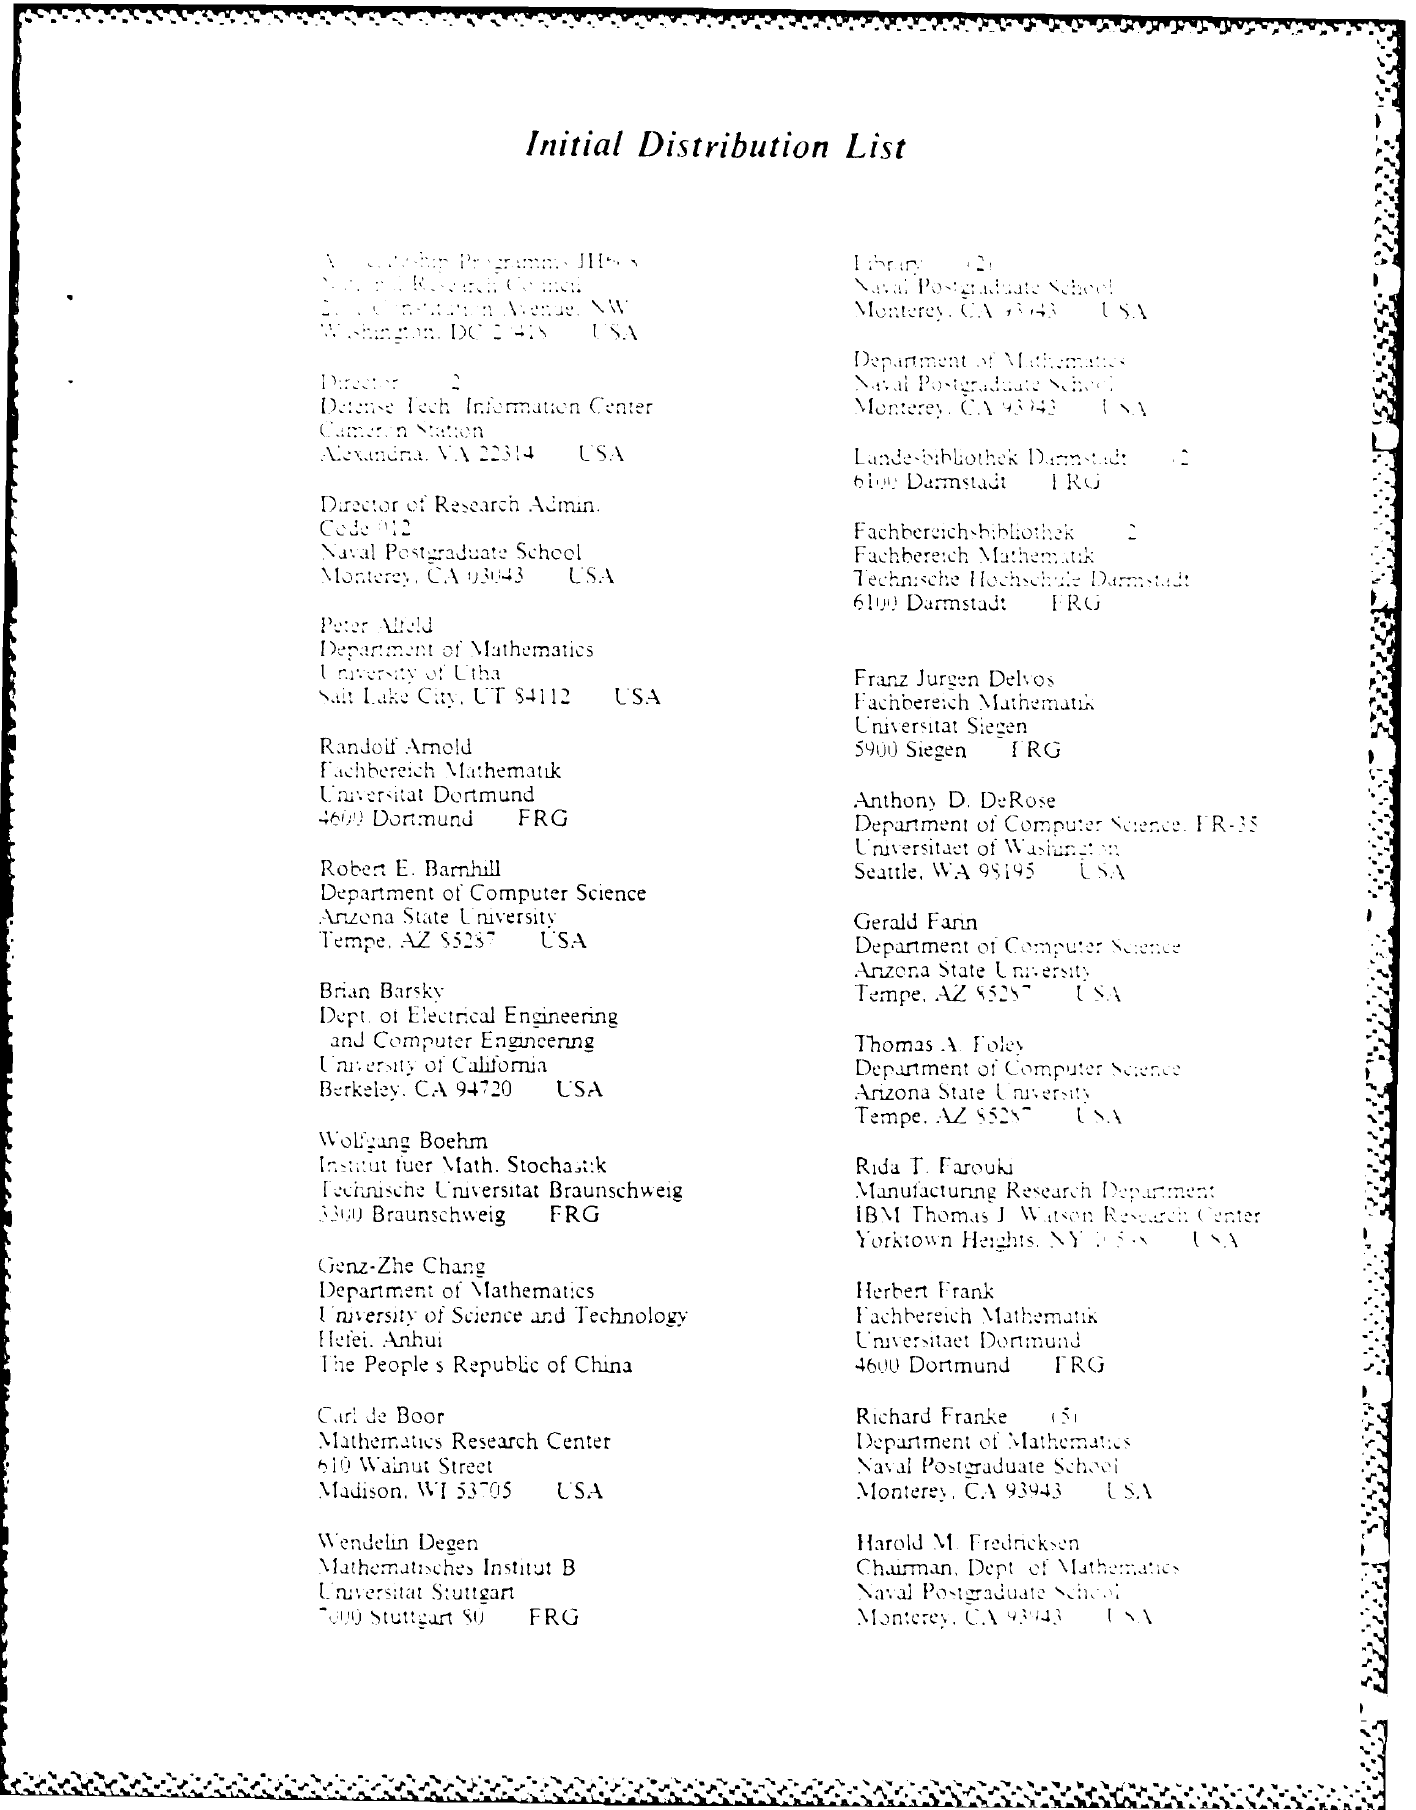 Initial Distribution List
Programms JH
Research Council
Avenue, NW
Washington, DC USA
Director 2
Defense Tech Information Center
Cameron Station
Alexandria, VA 22314 USA
Director of Research Admin.
Code 012
Naval Postgraduate School
Monterey, CA 93943 USA
Peter Alfeld
Department of Mathematics
University of Utha
Salt Lake City, UT 84112 USA
Randolf Arnold
Fachbereich Mathematik
Universitat Dortmund
4600 Dortmund FRG
Robert E. Barnhill
Department of Computer Science
Arizona State University
Tempe, AZ 85287 USA
Brian Barsky
Dept. of Electrical Engineering
and Computer Engineering
University of California
Berkeley, CA 94720 USA
Wolfgang Boehm
Institut fuer Math. Stochastik
Technische Universitat Braunschweig
3300 Braunschweig FRG
Genz-Zhe Chang
Department of Mathematics
University of Science and Technology
Hefei, Anhui
The People s Republic of China
Carl de Boor
Mathematics Research Center
610 Walnut Street
Madison, WI 53705 USA
Wendelin Degen
Mathematisches Institut B
Universitat Stuttgart
7000 Stuttgart 80 FRG
Library (2)
Naval Postgraduate School
Monterey, CA 93943 USA
Department of Mathematics
Naval Postgraduate School
Monterey, CA 93943 USA
Landesbibliothek Darmstadt (2
6100 Darmstadt FRG
Fachbereichsbibliothek 2
Fachbereich Mathematik
Technische Hochschule Darmstadt
6100 Darmstadt FRG
Franz Jurgen Delvos
Fachbereich Mathematik
Universitat Siegen
5900 Siegen FRG
Anthony D. DeRose
Department of Computer Science, FR-35
Universitaet of Washington
Seattle, WA 98195 USA
Gerald Farin
Department of Computer Science
Arizona State University
Tempe, AZ 85287 USA
Thomas A. Foley
Department of Computer Science
Arizona State University
Tempe, AZ 85287 USA
Rida T. Farouki
Manufacturing Research Department
IBM Thomas J. Watson Research Center
Yorktown Heights, NY USA
Herbert Frank
Fachbereich Mathematik
Universitaet Dortmund
4600 Dortmund FRG
Richard Franke (5)
Department of Mathematics
Naval Postgraduate School
Monterey, CA 93943 USA
Harold M. Fredricksen
Chairman, Dept. of Mathematics
Naval Postgraduate School
Monterey, CA 93943 USA